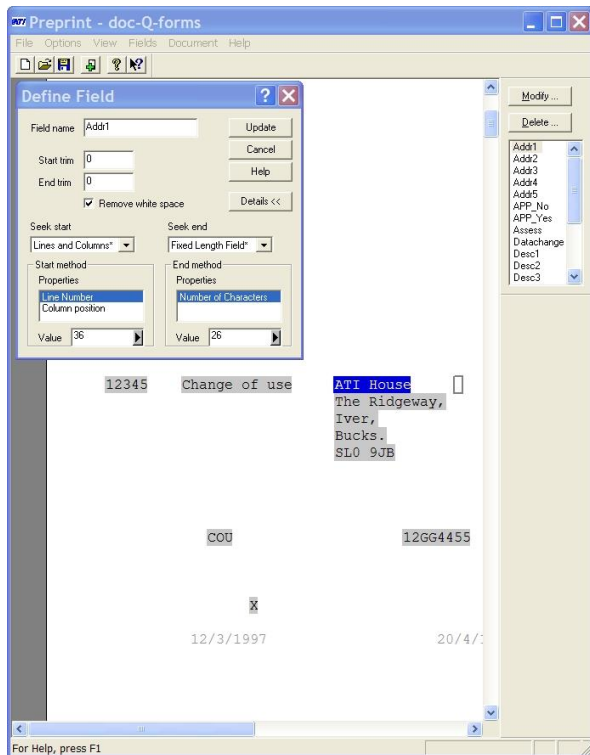 ATI Preprint - doc-Q-forms
File Options View Fields Document Help
Define Field
Field name Addr1 Update
Start trim 0 Cancel
End trim 0 Help
Remove white space Details <<
Seek start Seek end
Lines and Columns* Fixed Length Field*
Start method End method
Properties Properties
Line Number Number of Characters
Column position
Value 36 Value 26
Modify ...
Delete ...
Addr1
Addr2
Addr3
Addr4
Addr5
APP_No
APP_Yes
Assess
Datachange
Desc1
Desc2
Desc3
12345 Change of use ATI House
The Ridgeway,
Iver,
Bucks.
SL0 9JB
COU 12GG4455
X
12/3/1997 20/4/
For Help, press F1